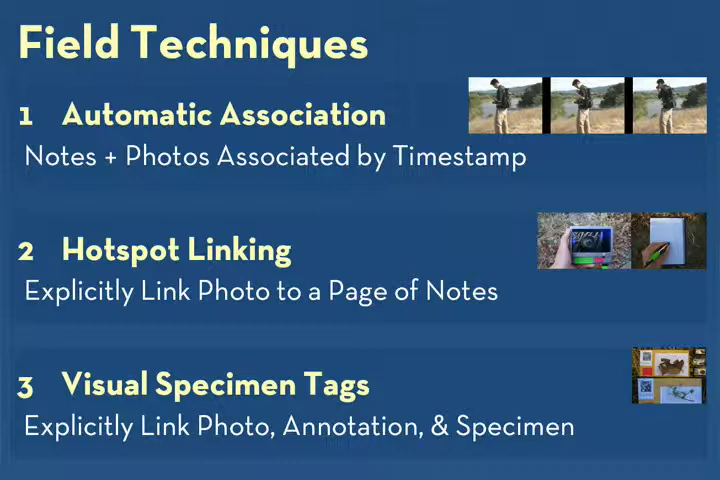 Field Techniques
1 Automatic Association
Notes + Photos Associated by Timestamp
2 Hotspot Linking
Explicitly Link Photo to a Page of Notes
3 Visual Specimen Tags
Explicitly Link Photo, Annotation, & Specimen